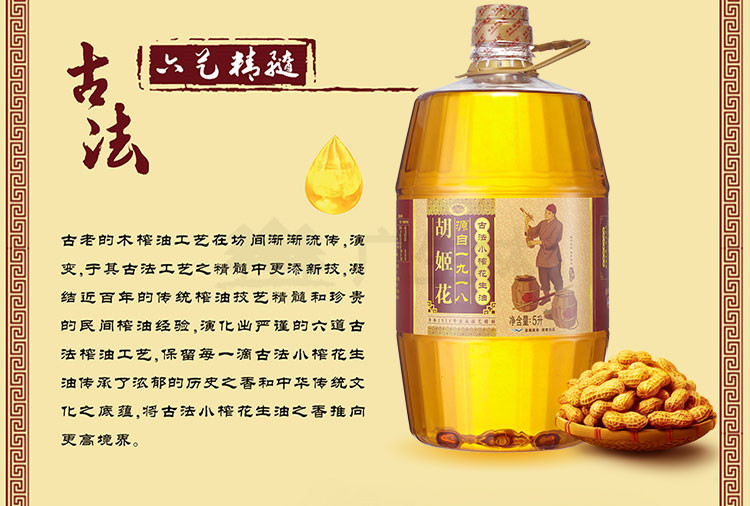 古法
六艺精髓
古老的木榨油工艺在坊间渐渐流传,演
变,于其古法工艺之精髓中更添新技,凝
结近百年的传统榨油技艺精髓和珍贵
的民间榨油经验,演化出严谨的六道古
法榨油工艺,保留每一滴古法小榨花生
油传承了浓郁的历史之香和中华传统文
化之底蕴,将古法小榨花生油之香推向
更高境界。
胡姬花
源自一九一八
古法小榨花生油
净含量:5升